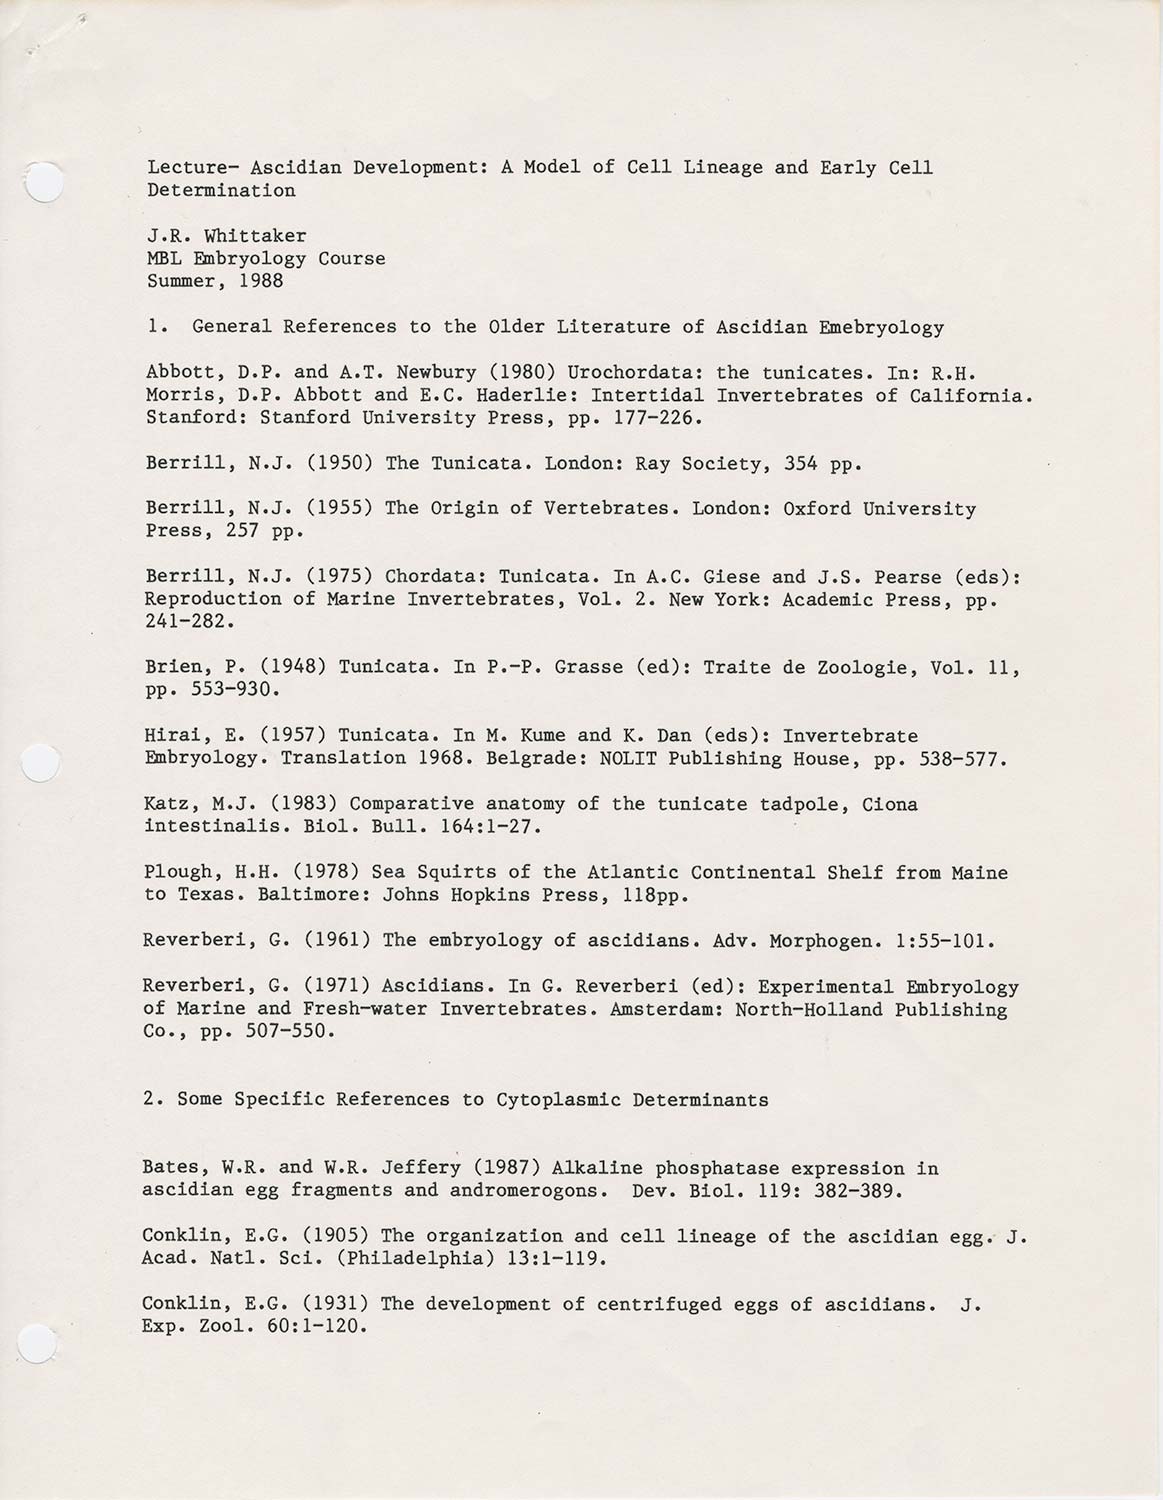 Lecture- Ascidian Development: A Model of Cell Lineage and Early Cell
Determination
J.R. Whittaker
MBL Embryology Course
Summer, 1988
1. General References to the Older Literature of Ascidian Emebryology
Abbott, D.P. and A.T. Newbury (1980) Urochordata: the tunicates. In: R.H.
Morris, D.P. Abbott and E.C. Haderlie: Intertidal Invertebrates of California.
Stanford: Stanford University Press, pp. 177-226.
Berrill, N.J. (1950) The Tunicata. London: Ray Society, 354 pp.
Berrill, N.J. (1955) The Origin of Vertebrates. London: Oxford University
Press, 257 pp.
Berrill, N.J. (1975) Chordata: Tunicata. In A.C. Giese and J.S. Pearse (eds):
Reproduction of Marine Invertebrates, Vol. 2. New York: Academic Press, pp.
241-282.
Brien, P. (1948) Tunicata. In P.-P. Grasse (ed): Traite de Zoologie, Vol. 11,
pp. 553-930.
Hirai, E. (1957) Tunicata. In M. Kume and K. Dan (eds): Invertebrate
Embryology. Translation 1968. Belgrade: NOLIT Publishing House, pp. 538-577.
Katz, M.J. (1983) Comparative anatomy of the tunicate tadpole, Ciona
intestinalis. Biol. Bull. 164:1-27.
Plough, H.H. (1978) Sea Squirts of the Atlantic Continental Shelf from Maine
to Texas. Baltimore: Johns Hopkins Press, 118pp.
Reverberi, G. (1961) The embryology of ascidians. Adv. Morphogen. 1:55-101.
Reverberi, G. (1971) Ascidians. In G. Reverberi (ed): Experimental Embryology
of Marine and Fresh-water Invertebrates. Amsterdam: North-Holland Publishing
Co., pp. 507-550.
2. Some Specific References to Cytoplasmic Determinants
Bates, W.R. and W.R. Jeffery (1987) Alkaline phosphatase expression in
ascidian egg fragments and andromerogons. Dev. Biol. 119: 382-389.
Conklin, E.G. (1905) The organization and cell lineage of the ascidian egg. J.
Acad. Natl. Sci. (Philadelphia) 13:1-119.
Conklin, E.G. (1931) The development of centrifuged eggs of ascidians. J.
Exp. Zool. 60:1-120.